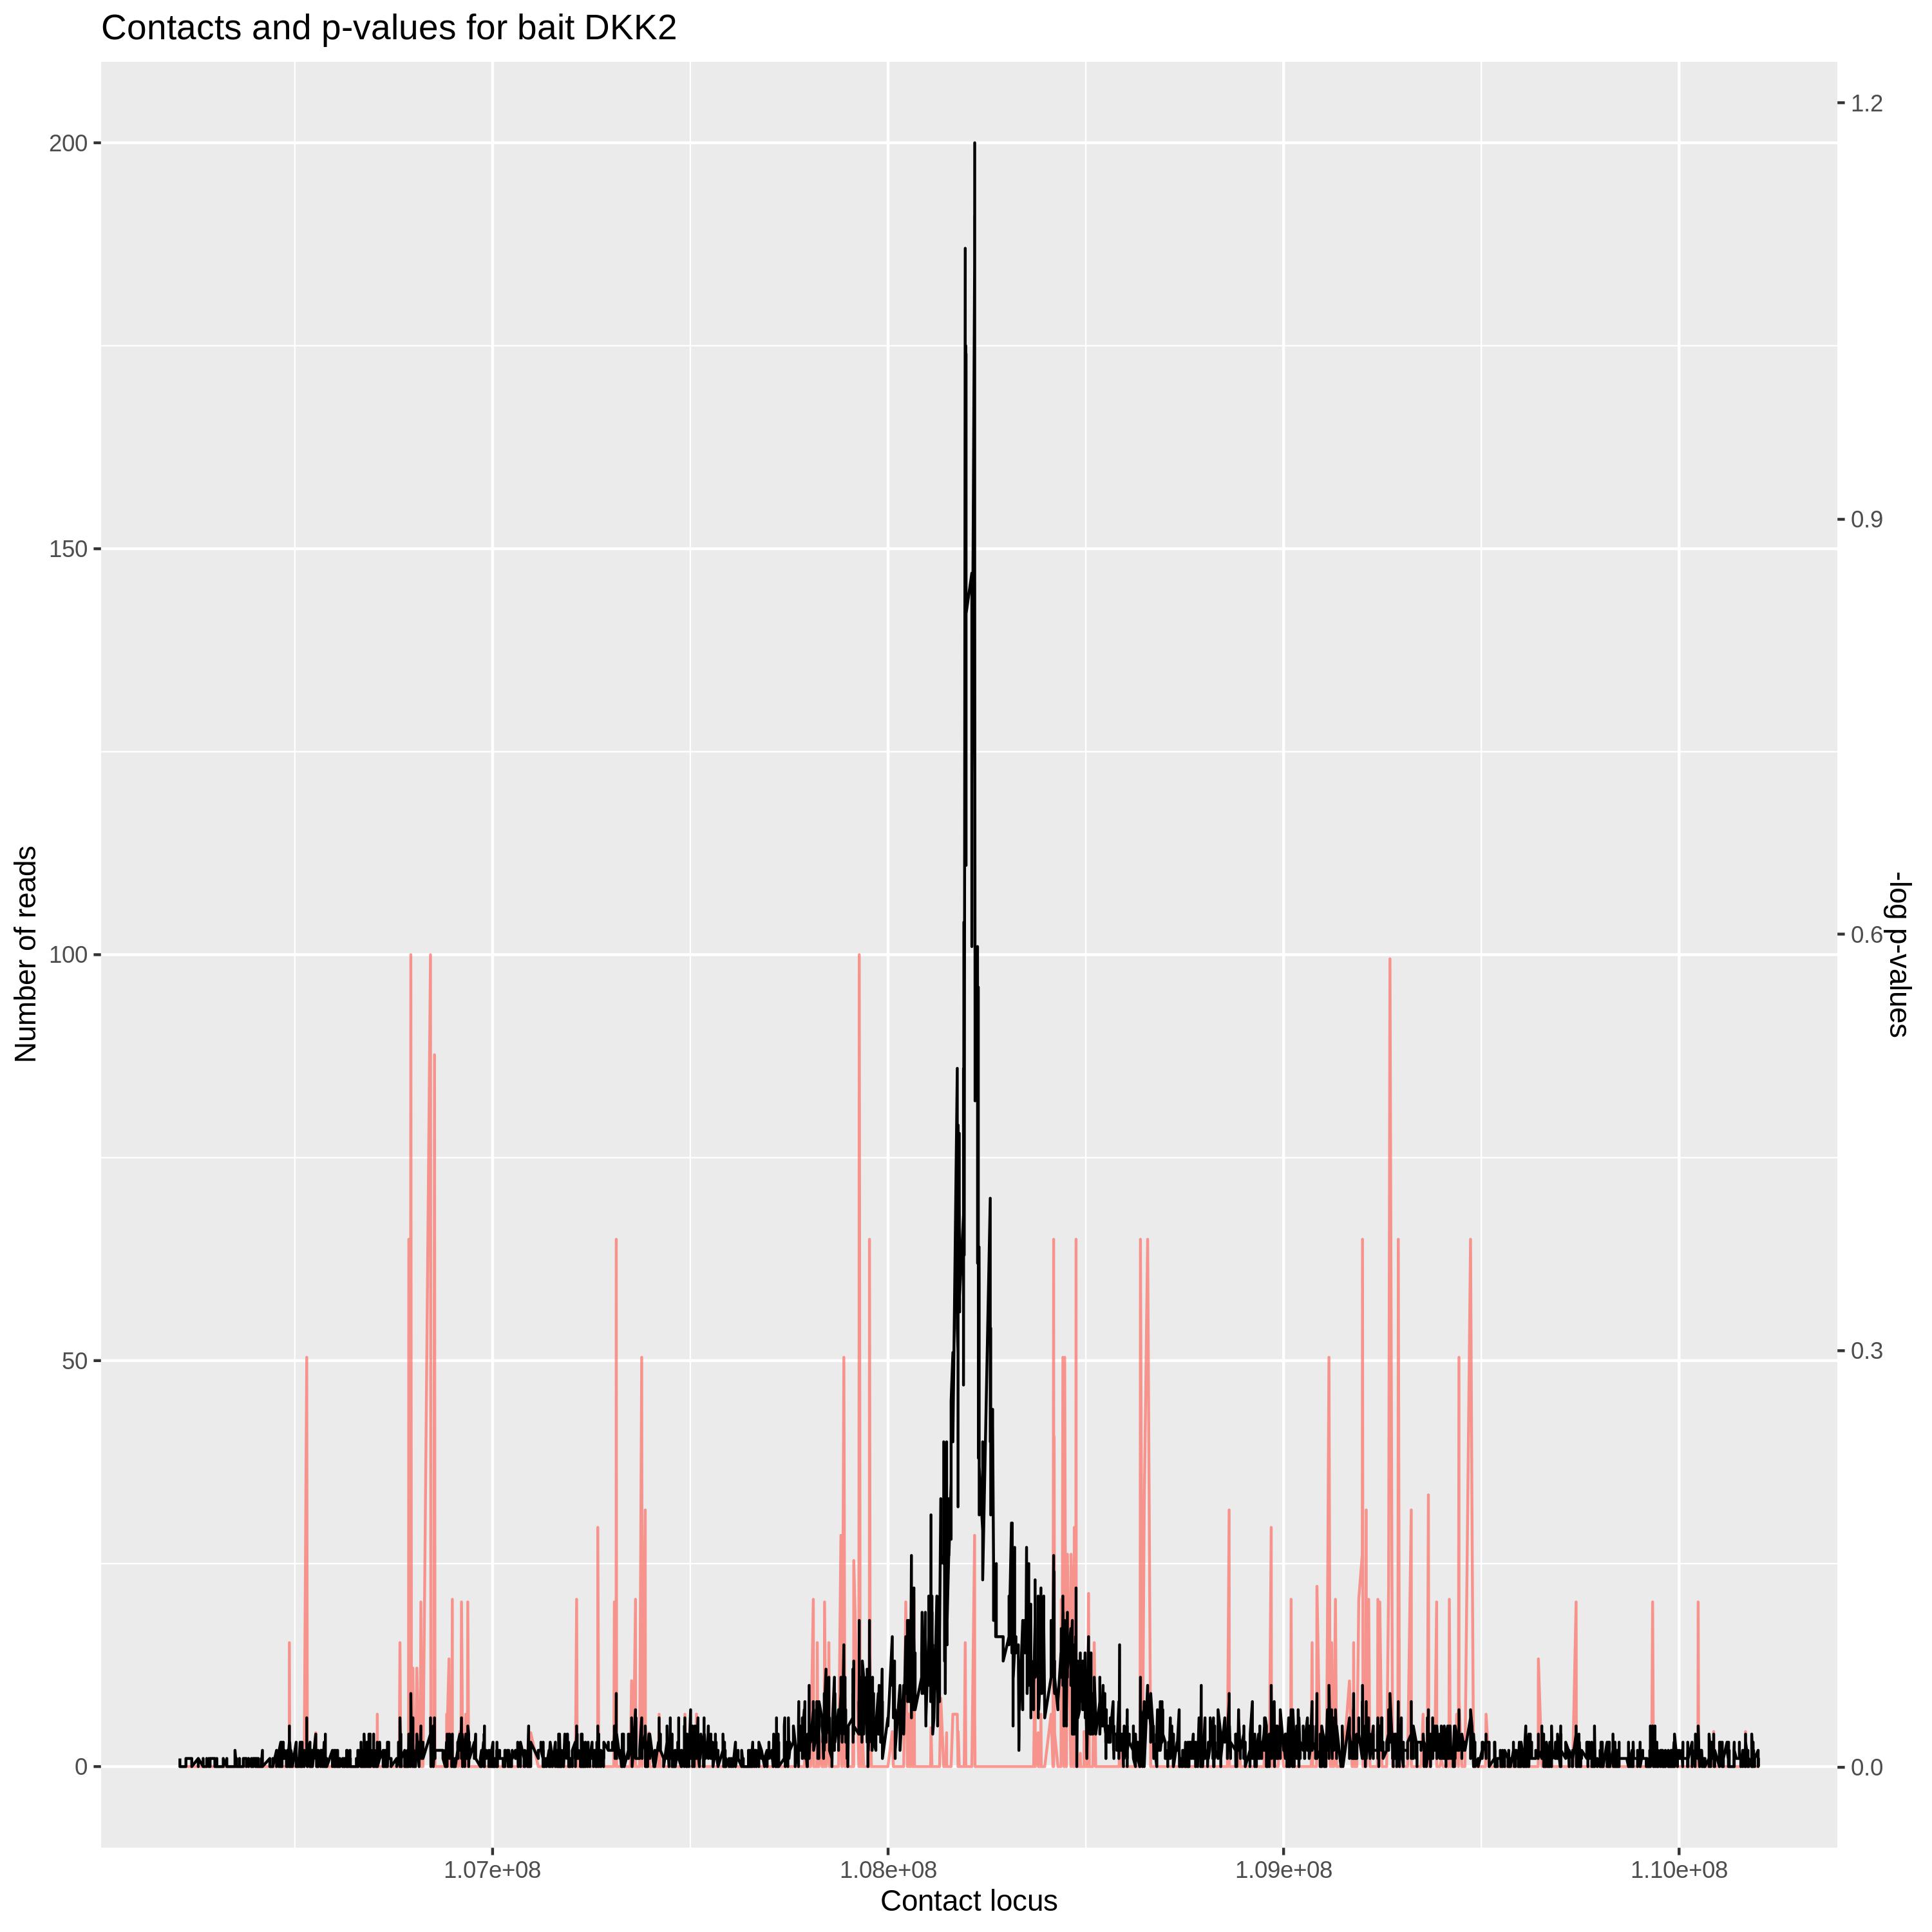 Contacts and p-values for bait DKK2
200
150
100
50
0
Number of reads
1.2
0.9
0.6
0.3
0.0
-log p-values
1.07e+08
1.08e+08
1.09e+08
1.10e+08
Contact locus